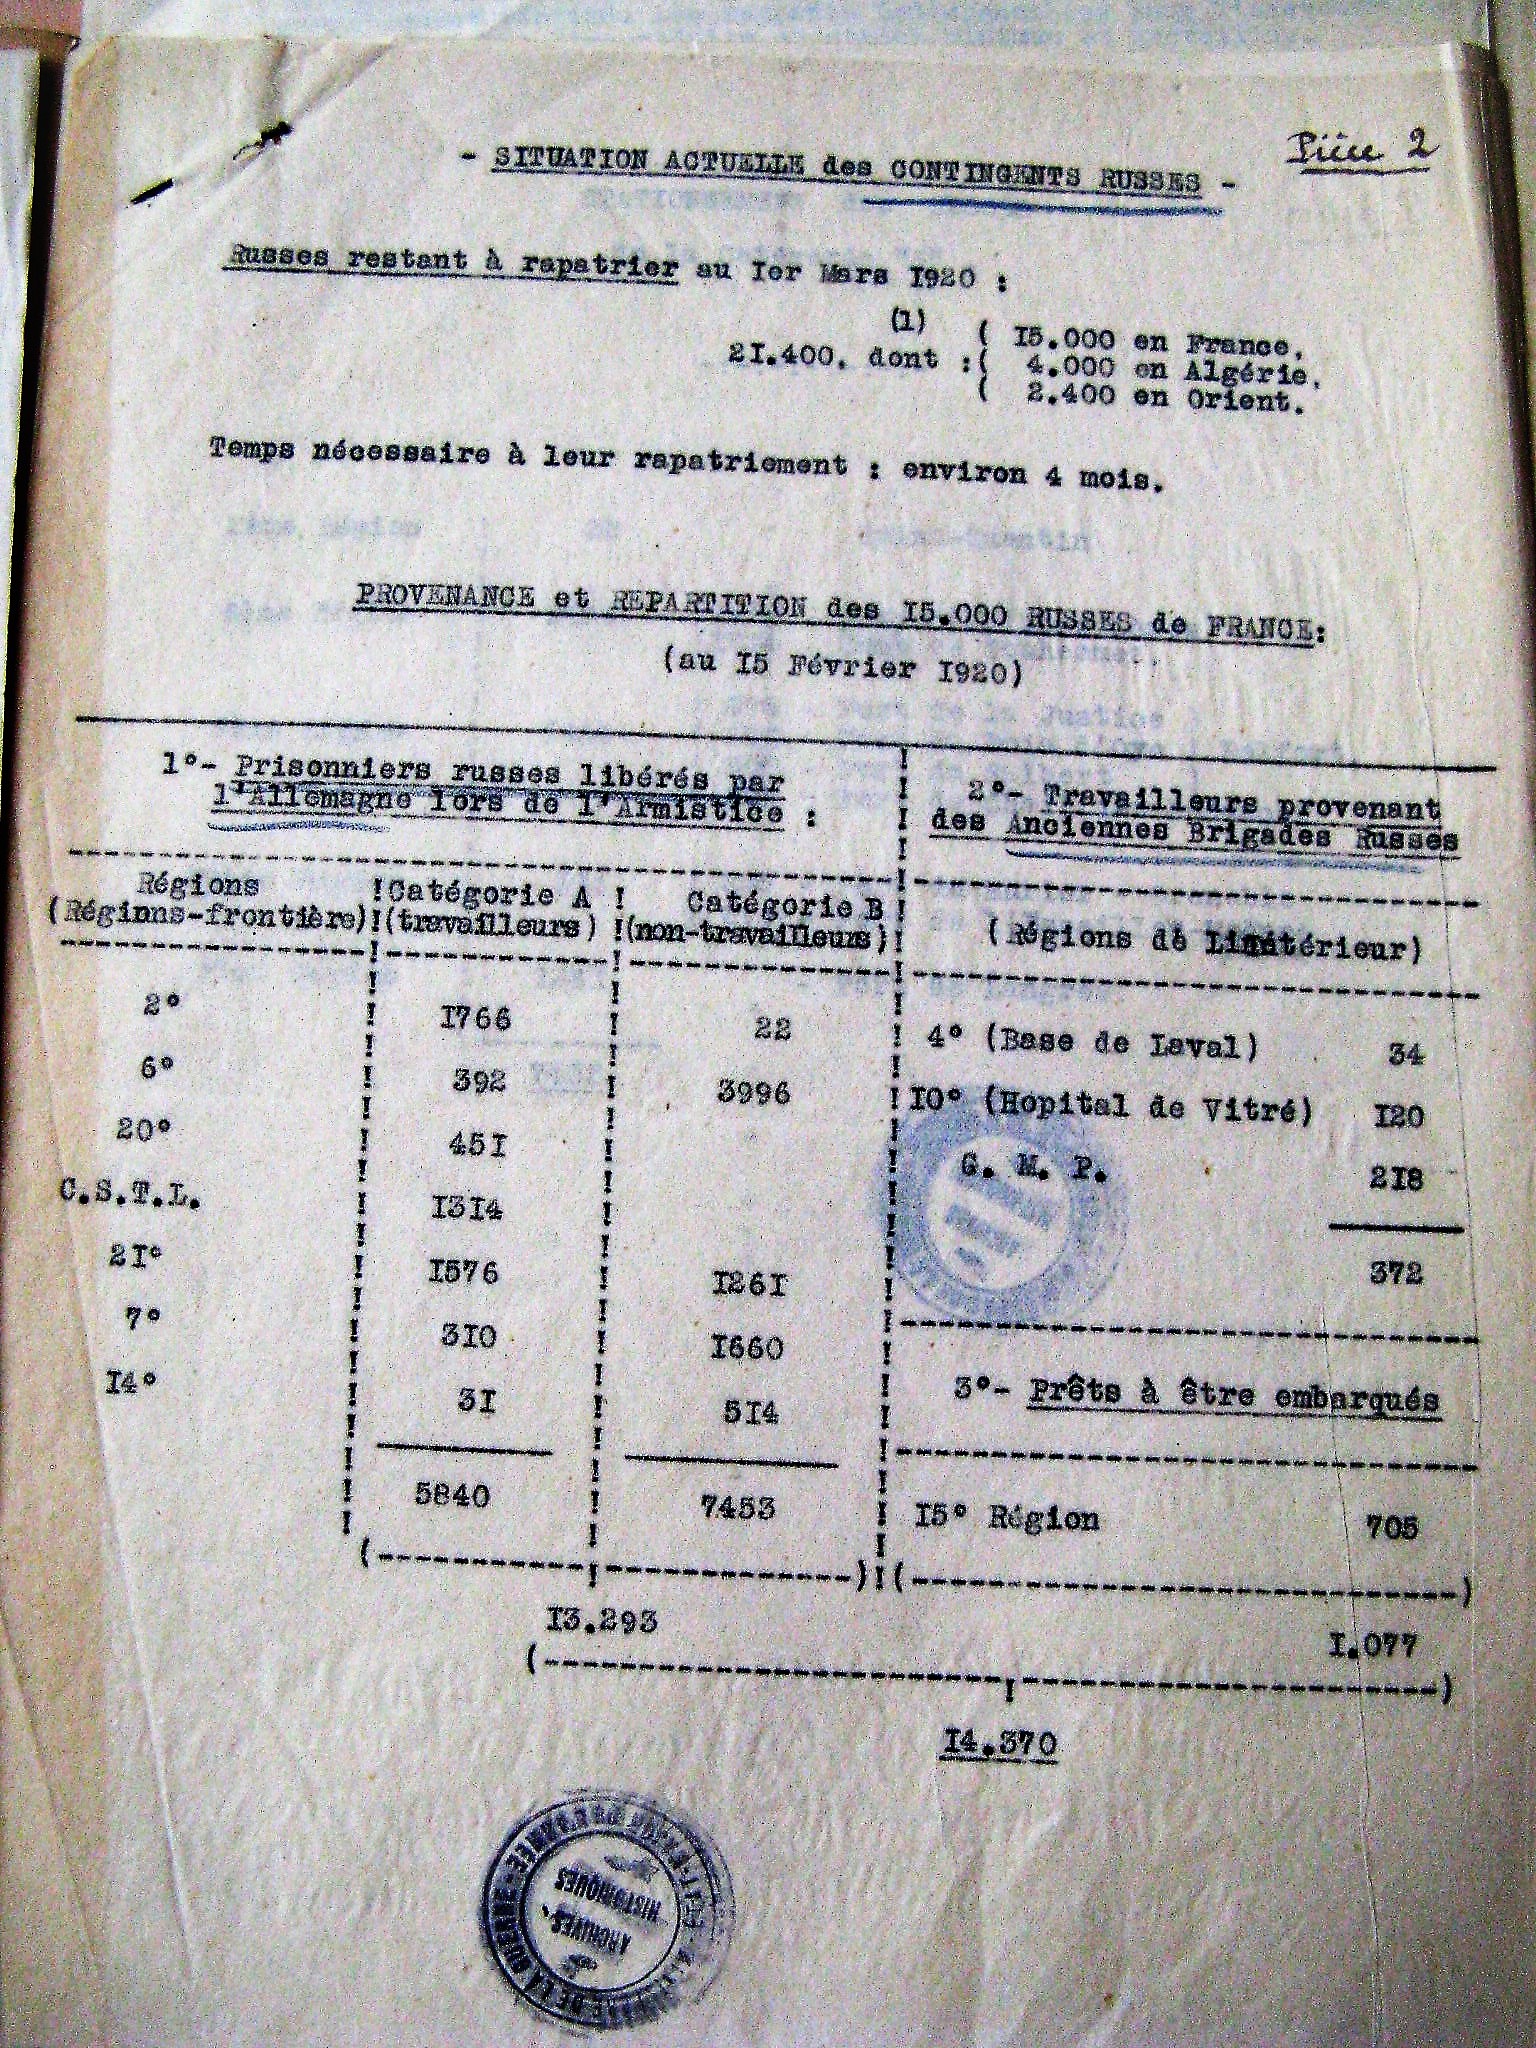 Pièce 2
- SITUATION ACTUELLE des CONTINGENTS RUSSES -
Russes restant à rapatrier au Ier Mars I920 :
(1) ( I5.000 en France,
2I.400, dont :( 4.000 en Algérie,
( 2.400 en Orient.
Temps nécessaire à leur rapatriement : environ 4 mois.
PROVENANCE et REPARTITION des I5.000 RUSSES de FRANCE:
(au I5 Février I920)
1°- Prisonniers russes libérés par
l'Allemagne lors de l'Armistice :
2°- Travailleurs provenant
des Anciennes Brigades Russes
Régions !Catégorie A ! Catégorie B !
(Réginns-frontière)!(travailleurs) !(non-travailleurs)! (Régions de L'intérieur)
2° I766 22 4° (Base de Laval) 34
6° 392 3996 I0° (Hopital de Vitré) I20
20° 45I G. M. P. 2I8
C.S.T.L. I3I4
2I° I576 I26I 372
7° 3I0 I660
I4° 3I 5I4 3°- Prêts à être embarqués
5840 7453 I5° Région 705
I3.293 I.077
I4.370
ARCHIVES
HISTORIQUES